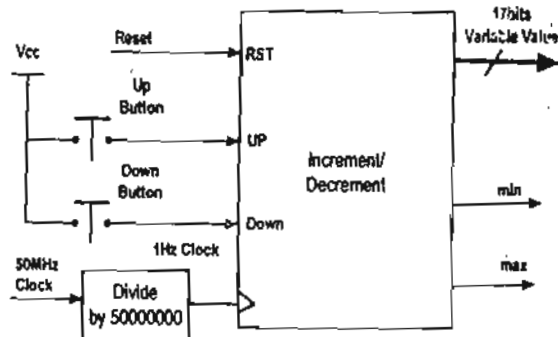 17bits
Variable Value
Reset
RST
Vcc
Up
Button
UP
Increment/
Decrement
Down
Button
Down
min
1Hz Clock
50MHz
Clock
max
Divide
by 50000000